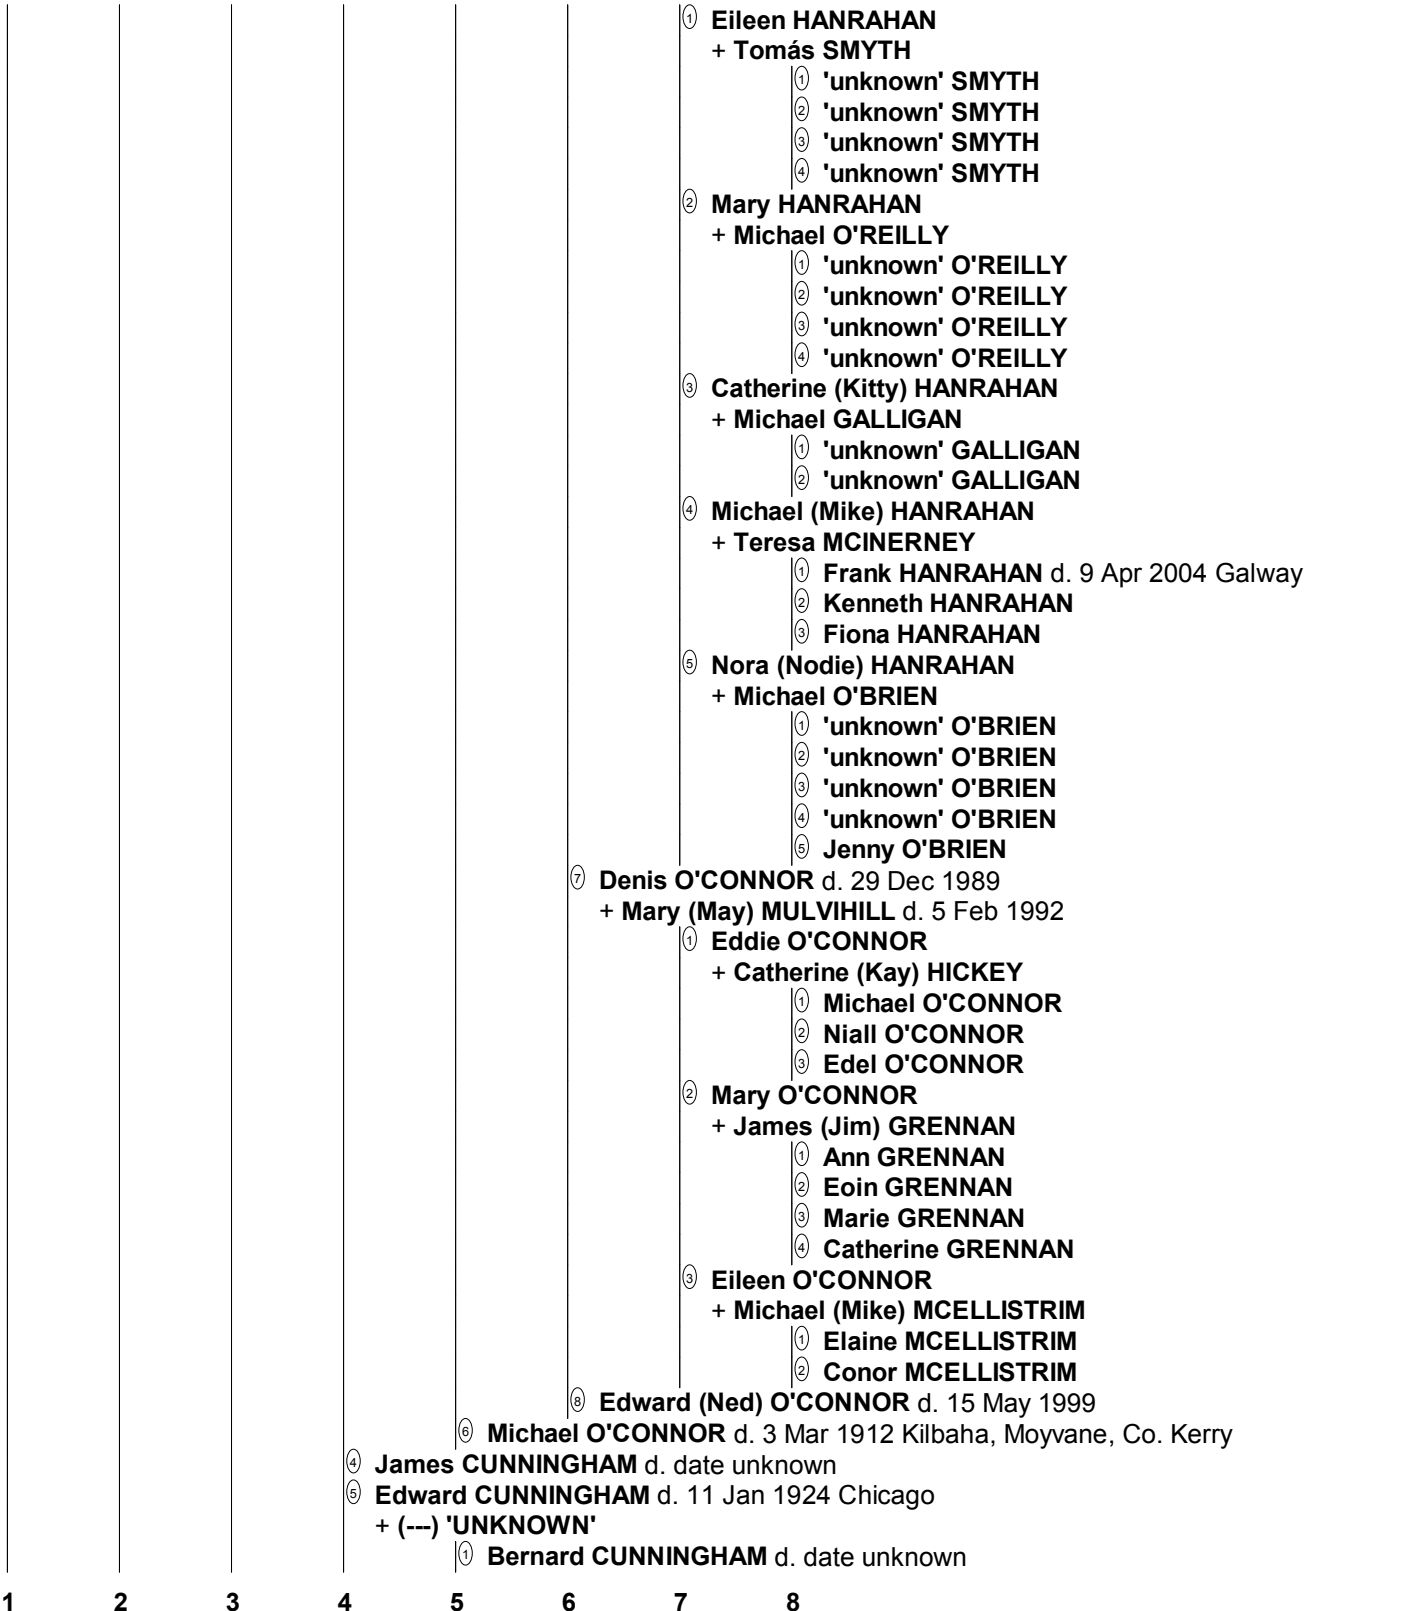 ① Eileen HANRAHAN
+ Tomás SMYTH
① 'unknown' SMYTH
② 'unknown' SMYTH
③ 'unknown' SMYTH
④ 'unknown' SMYTH
② Mary HANRAHAN
+ Michael O'REILLY
① 'unknown' O'REILLY
② 'unknown' O'REILLY
③ 'unknown' O'REILLY
④ 'unknown' O'REILLY
③ Catherine (Kitty) HANRAHAN
+ Michael GALLIGAN
① 'unknown' GALLIGAN
② 'unknown' GALLIGAN
④ Michael (Mike) HANRAHAN
+ Teresa MCINERNEY
① Frank HANRAHAN d. 9 Apr 2004 Galway
② Kenneth HANRAHAN
③ Fiona HANRAHAN
⑤ Nora (Nodie) HANRAHAN
+ Michael O'BRIEN
① 'unknown' O'BRIEN
② 'unknown' O'BRIEN
③ 'unknown' O'BRIEN
④ 'unknown' O'BRIEN
⑤ Jenny O'BRIEN
⑦ Denis O'CONNOR d. 29 Dec 1989
+ Mary (May) MULVIHILL d. 5 Feb 1992
① Eddie O'CONNOR
+ Catherine (Kay) HICKEY
① Michael O'CONNOR
② Niall O'CONNOR
③ Edel O'CONNOR
② Mary O'CONNOR
+ James (Jim) GRENNAN
① Ann GRENNAN
② Eoin GRENNAN
③ Marie GRENNAN
④ Catherine GRENNAN
③ Eileen O'CONNOR
+ Michael (Mike) MCELLISTRIM
① Elaine MCELLISTRIM
② Conor MCELLISTRIM
⑧ Edward (Ned) O'CONNOR d. 15 May 1999
⑥ Michael O'CONNOR d. 3 Mar 1912 Kilbaha, Moyvane, Co. Kerry
④ James CUNNINGHAM d. date unknown
⑤ Edward CUNNINGHAM d. 11 Jan 1924 Chicago
+ (---) 'UNKNOWN'
① Bernard CUNNINGHAM d. date unknown
1 2 3 4 5 6 7 8